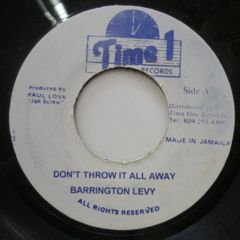 Time 1
RECORDS
Side A
Produced by
PAUL LOVE
"Jah Screw"
Distributed
Time One Records
Tel: 809-
MADE IN JAMAICA
DON'T THROW IT ALL AWAY
BARRINGTON LEVY
ALL RIGHTS RESERVED